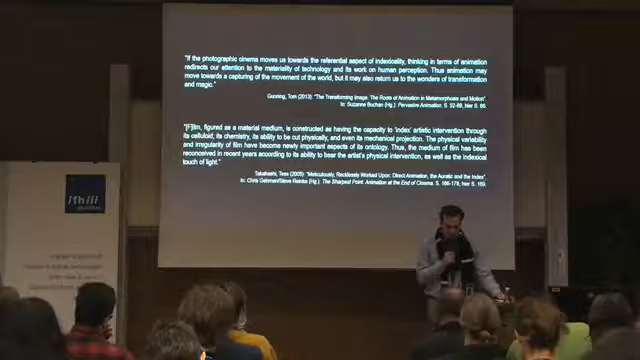 "If the photographic cinema moves us towards the referential aspect of indexicality, thinking in terms of animation
redirects our attention to the materiality of technology and its work on human perception. Thus animation may
move towards a capturing of the movement of the world, but it may also return us to the wonders of transformation
and magic."
Gunning, Tom (2013): "The Transforming Image. The Roots of Animation in Metamorphosis and Motion".
In: Suzanne Buchan (Hg.): Pervasive Animation. S. 52-69, hier S. 66.
"[F]ilm, figured as a material medium, is constructed as having the capacity to 'index' artistic intervention through
its celluloid, its chemistry, its ability to be cut physically, and even its mechanical projection. The physical variability
and irregularity of film have become newly important aspects of its ontology. Thus, the medium of film has been
reconceived in recent years according to its ability to bear the artist's physical intervention, as well as the indexical
touch of light."
Takahashi, Tess (2005): "Meticulously, Recklessly Worked Upon: Direct Animation, the Auratic and the Index".
In: Chris Gehman/Steve Reinke (Hg.): The Sharpest Point. Animation at the End of Cinema. S. 166-178, hier S. 169.